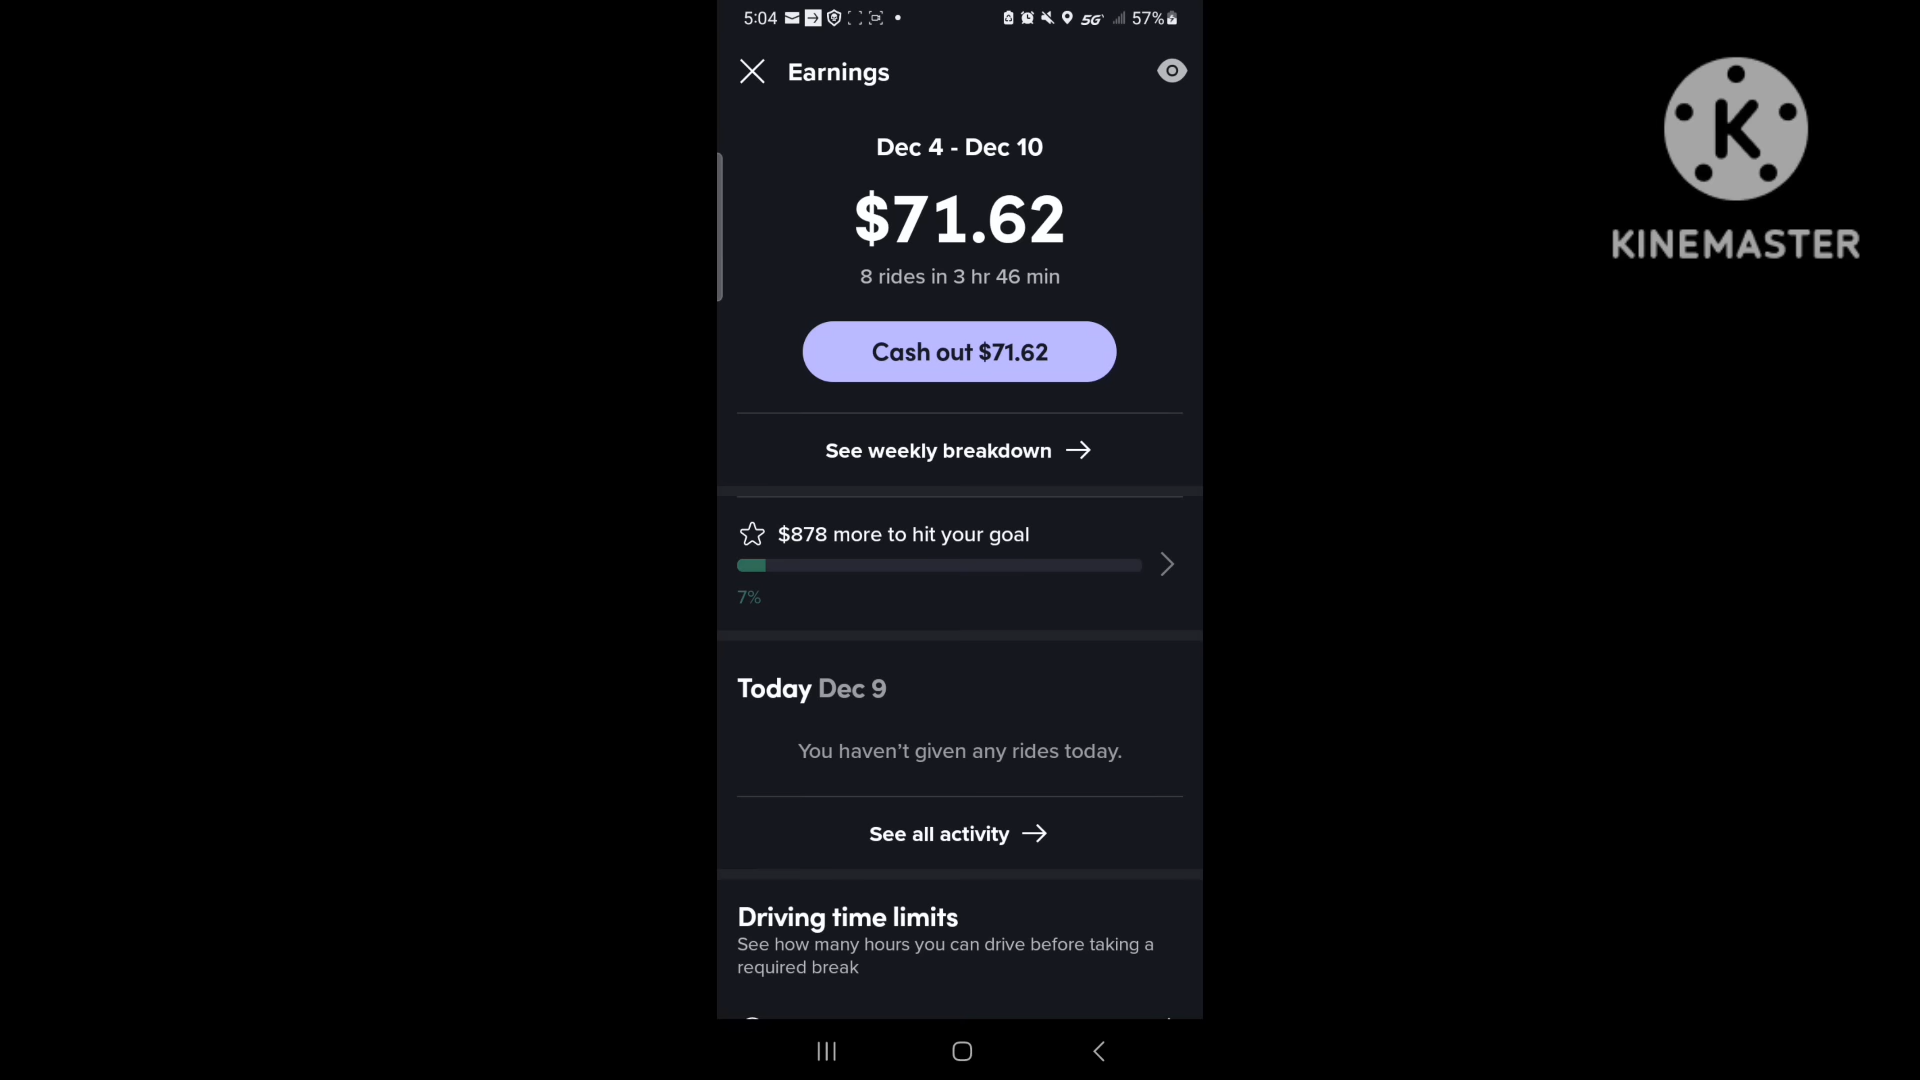 5:04
5G
57%
Earnings
K
KINEMASTER
Dec 4 - Dec 10
$71.62
8 rides in 3 hr 46 min
Cash out $71.62
See weekly breakdown
$878 more to hit your goal
7%
Today Dec 9
You haven’t given any rides today.
See all activity
Driving time limits
See how many hours you can drive before taking a
required break